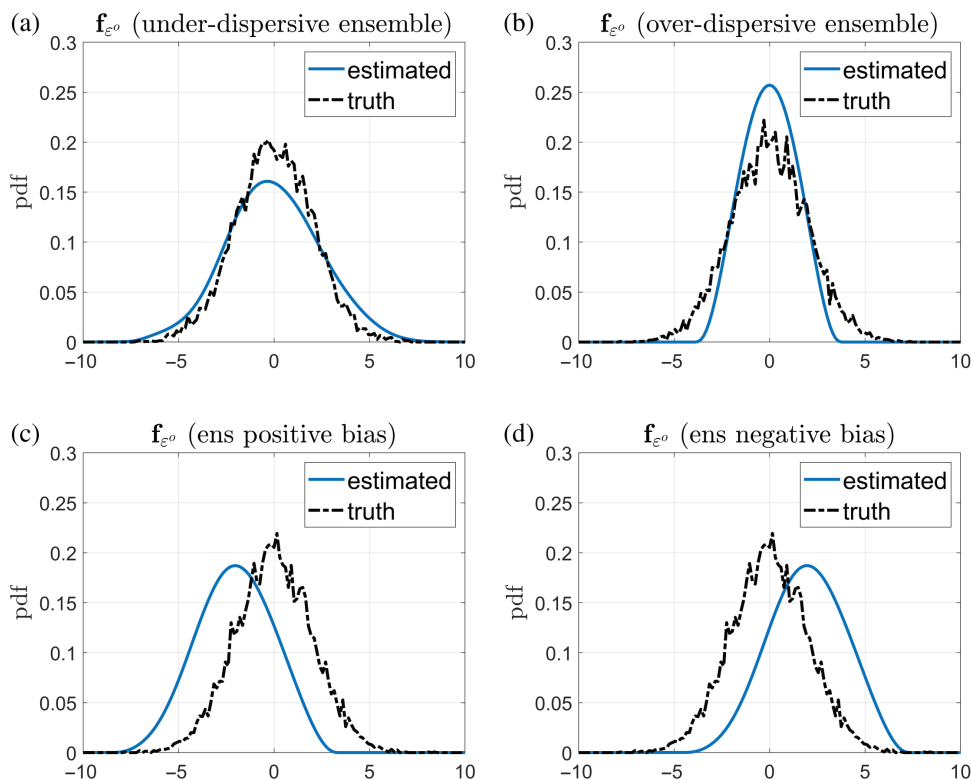 (a) f_εᵒ (under-dispersive ensemble)
0.3
0.25
0.2
0.15
0.1
0.05
0
pdf
estimated
truth
−10 −5 0 5 10
(b) f_εᵒ (over-dispersive ensemble)
0.3
0.25
0.2
0.15
0.1
0.05
0
pdf
estimated
truth
−10 −5 0 5 10
(c) f_εᵒ (ens positive bias)
0.3
0.25
0.2
0.15
0.1
0.05
0
pdf
estimated
truth
−10 −5 0 5 10
(d) f_εᵒ (ens negative bias)
0.3
0.25
0.2
0.15
0.1
0.05
0
pdf
estimated
truth
−10 −5 0 5 10